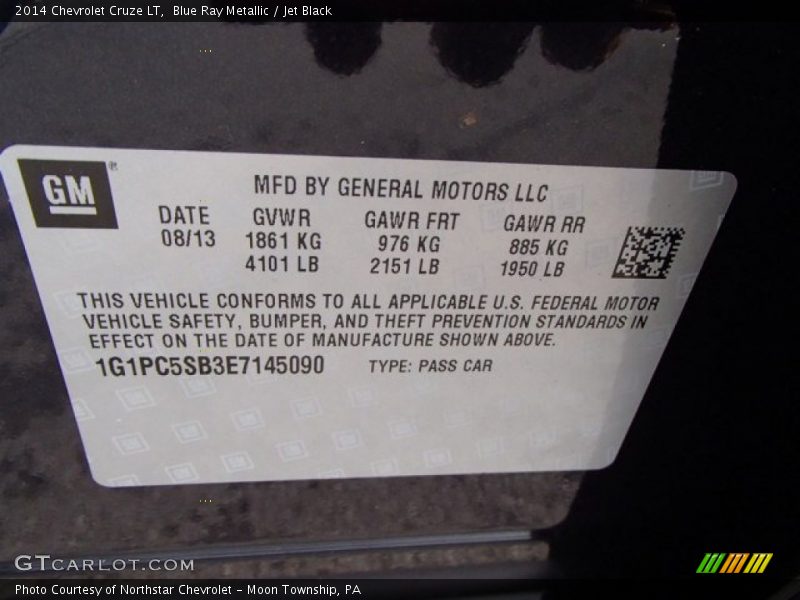 2014 Chevrolet Cruze LT,  Blue Ray Metallic / Jet Black
GM®
MFD BY GENERAL MOTORS LLC
DATE GVWR GAWR FRT GAWR RR
08/13 1861 KG 976 KG 885 KG
4101 LB 2151 LB 1950 LB
THIS VEHICLE CONFORMS TO ALL APPLICABLE U.S. FEDERAL MOTOR
VEHICLE SAFETY, BUMPER, AND THEFT PREVENTION STANDARDS IN
EFFECT ON THE DATE OF MANUFACTURE SHOWN ABOVE.
1G1PC5SB3E7145090 TYPE: PASS CAR
GTCARLOT.COM
Photo Courtesy of Northstar Chevrolet - Moon Township, PA